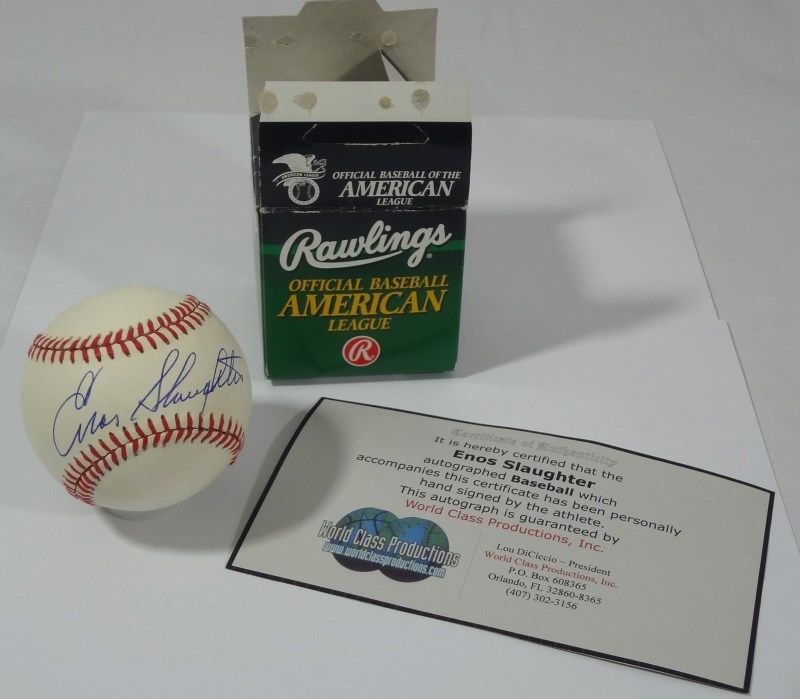 AMERICAN LEAGUE
OFFICIAL BASEBALL OF THE
AMERICAN
LEAGUE
Rawlings®
OFFICIAL BASEBALL
AMERICAN
LEAGUE
R
Enos Slaughter
Certificate of Authenticity
It is hereby certified that the
Enos Slaughter
autographed Baseball which
accompanies this certificate has been personally
hand signed by the athlete.
This autograph is guaranteed by
World Class Productions, Inc.
World Class Productions
www.worldclassproductions.com
Lou DiCiccio – President
World Class Productions, Inc.
P.O. Box 608365
Orlando, FL 32860-8365
(407) 302-3156